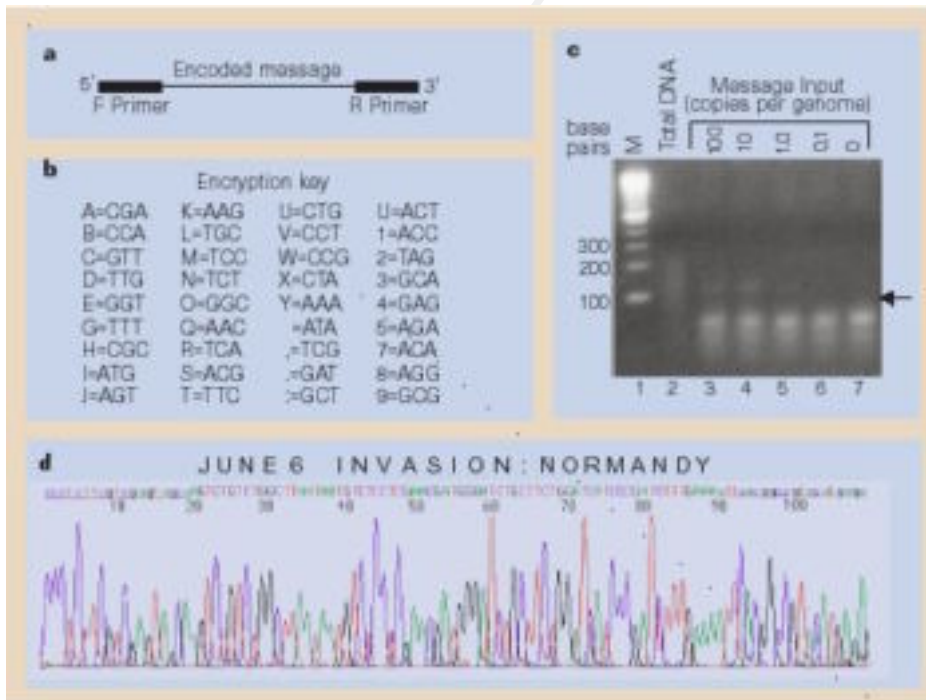 a
Encoded message
5' 3'
F Primer R Primer
b
Encryption key
A=CGA K=AAG U=CTG U=ACT
B=CCA L=TGC V=CCT 1=ACC
C=GTT M=TCC W=CCG 2=TAG
D=TTG N=TCT X=CTA 3=GCA
E=GGT O=GGC Y=AAA 4=GAG
G=TTT Q=AAC =ATA 5=AGA
H=CGC R=TCA ,=TCG 7=ACA
I=ATG S=ACG .=GAT 8=AGG
J=AGT T=TTC :=GCT 9=GCG
c
Message Input
(copies per genome)
base pairs
M
Total DNA
100 10 1.0 0.1 0
300
200
100
1 2 3 4 5 6 7
d
JUNE 6 INVASION: NORMANDY
10 20 30 40 50 60 70 80 90 100